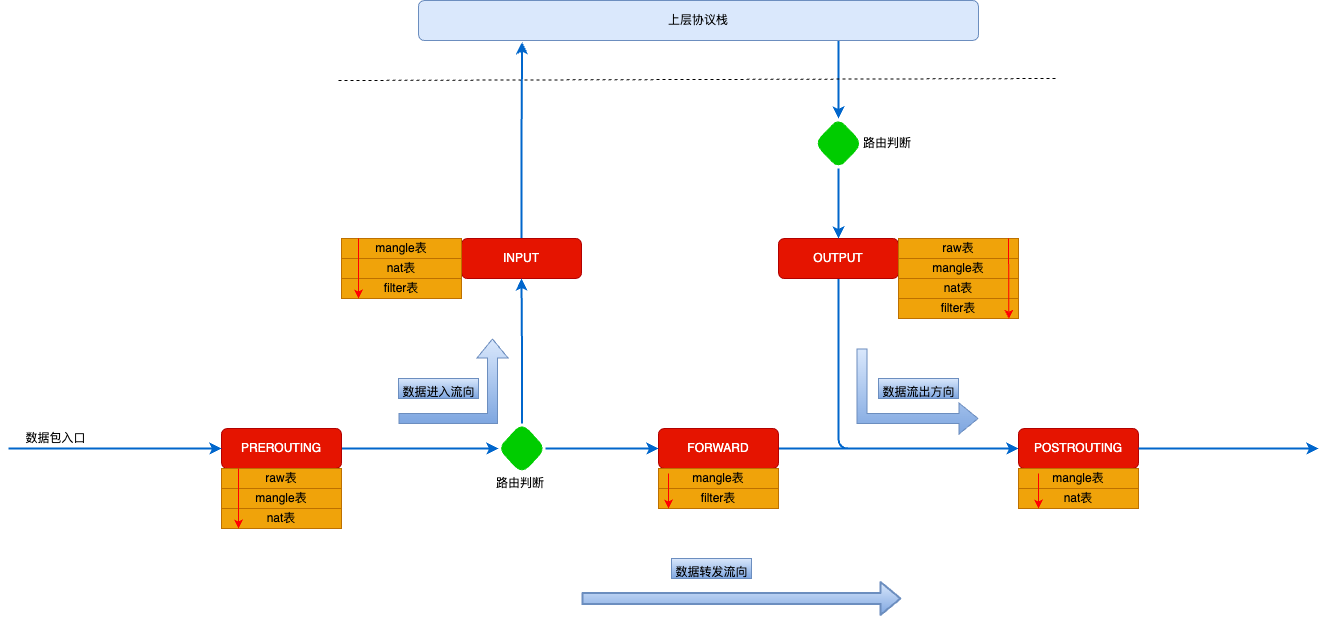 上层协议栈
路由判断
mangle表
nat表
filter表
INPUT
OUTPUT
raw表
mangle表
nat表
filter表
数据进入流向
数据流出方向
数据包入口
PREROUTING
raw表
mangle表
nat表
路由判断
FORWARD
mangle表
filter表
POSTROUTING
mangle表
nat表
数据转发流向